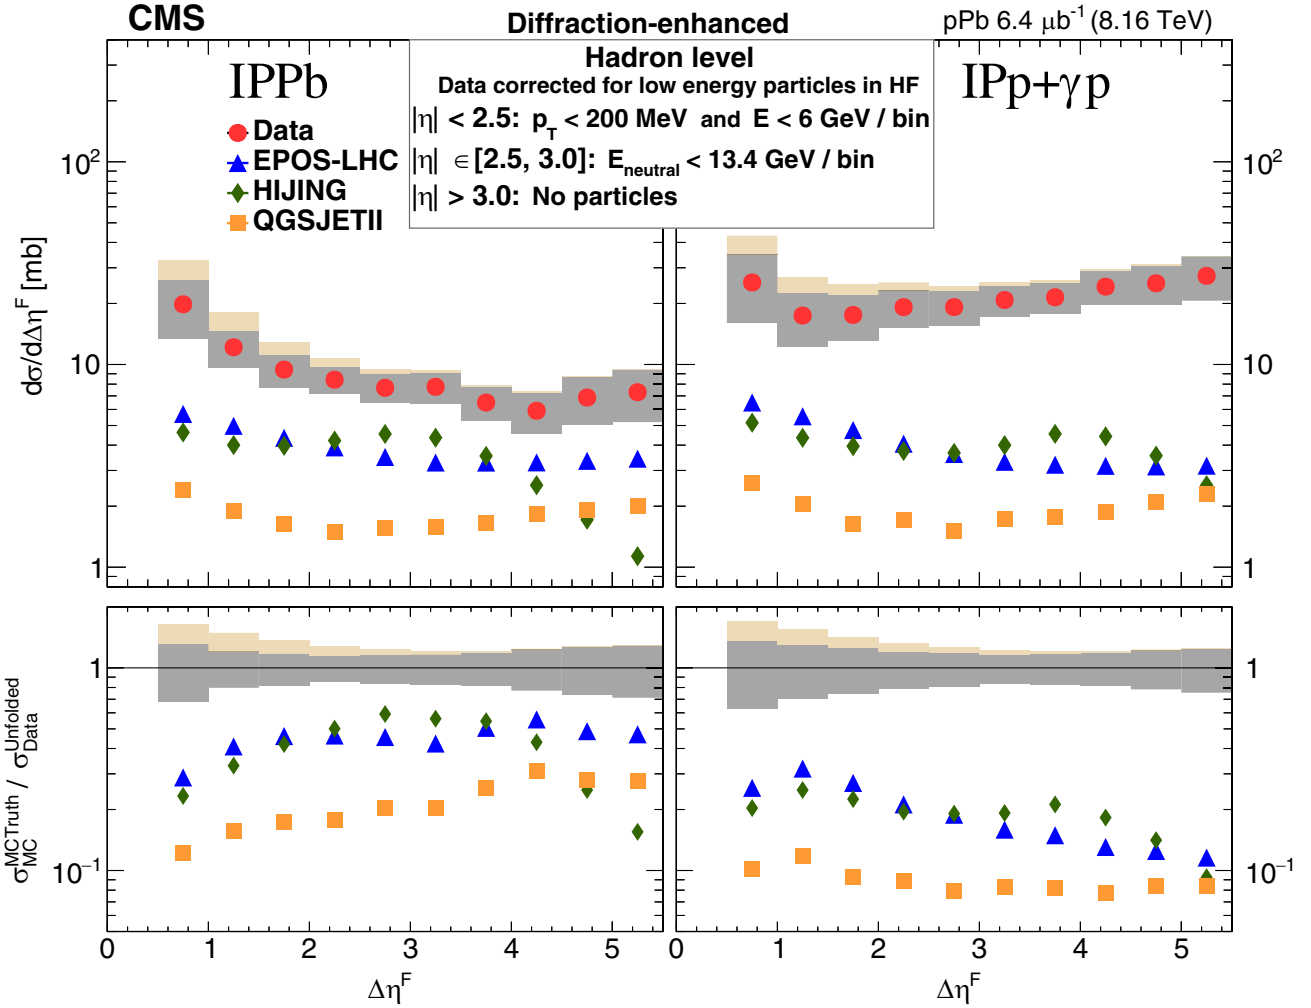 CMS Diffraction-enhanced pPb 6.4 μb⁻¹ (8.16 TeV)
IPPb
Hadron level
Data corrected for low energy particles in HF
|η| < 2.5: p_T < 200 MeV and E < 6 GeV / bin
|η| ∈ [2.5, 3.0]: E_neutral < 13.4 GeV / bin
|η| > 3.0: No particles
IPp+γp
Data
EPOS-LHC
HIJING
QGSJETII
dσ/dΔη^F [mb]
10²
10
1
10²
10
1
σ_MC^MCTruth / σ_Data^Unfolded
1
10⁻¹
1
10⁻¹
0 1 2 3 4 5
0 1 2 3 4 5
Δη^F
Δη^F